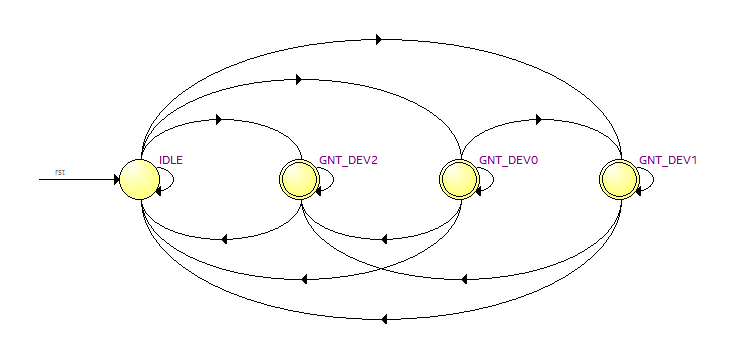 rst
IDLE
GNT_DEV2
GNT_DEV0
GNT_DEV1